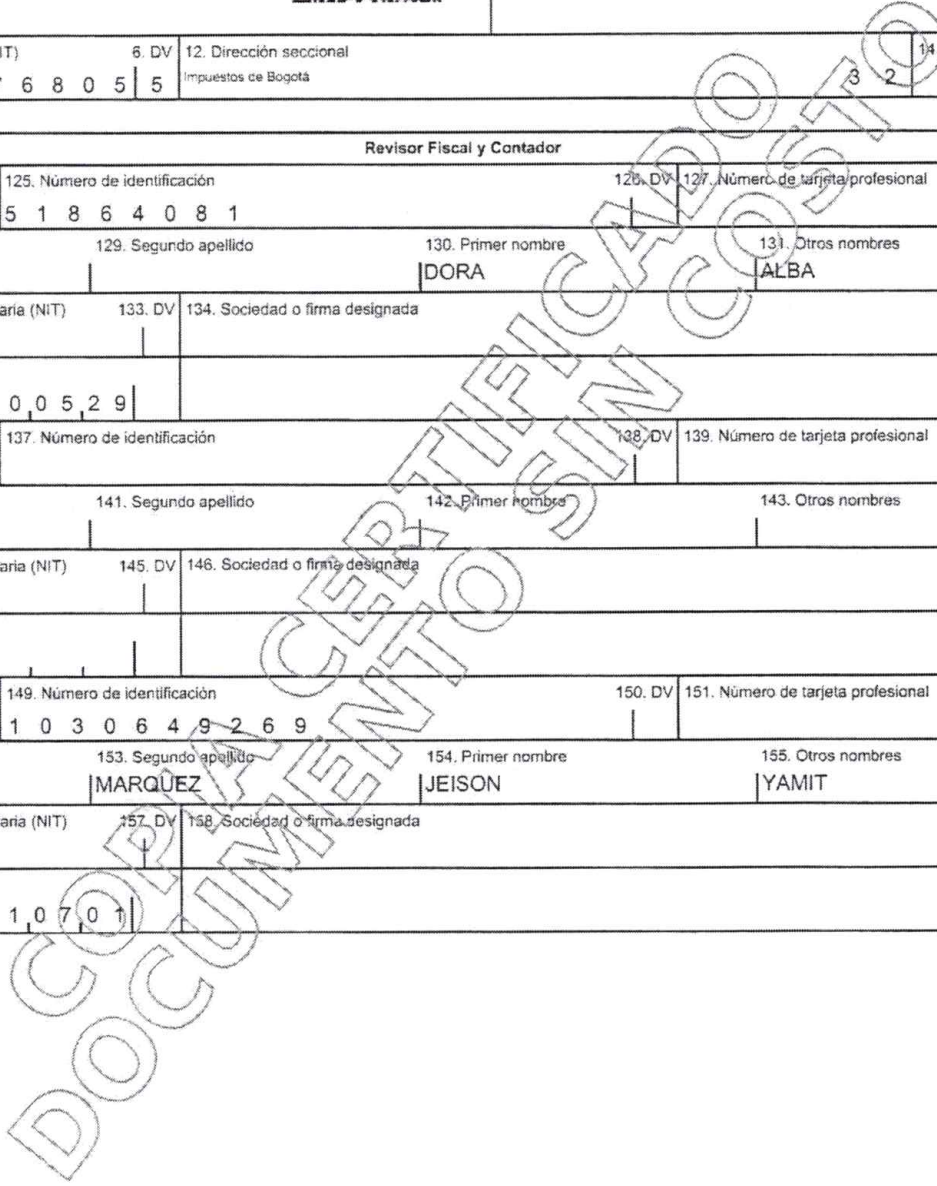 6. DV 12. Dirección seccional 14
6 8 0 5 5 Impuestos de Bogotá 3 2
Revisor Fiscal y Contador
125. Número de identificación 126. DV 127. Número de tarjeta profesional
5 1 8 6 4 0 8 1
129. Segundo apellido 130. Primer nombre 131. Otros nombres
DORA ALBA
(NIT) 133. DV 134. Sociedad o firma designada
0 0 5 2 9
137. Número de identificación 138. DV 139. Número de tarjeta profesional
141. Segundo apellido 142. Primer nombre 143. Otros nombres
(NIT) 145. DV 146. Sociedad o firma designada
149. Número de identificación 150. DV 151. Número de tarjeta profesional
1 0 3 0 6 4 9 2 6 9
153. Segundo apellido 154. Primer nombre 155. Otros nombres
MARQUEZ JEISON YAMIT
(NIT) 157. DV 158. Sociedad o firma designada
1 0 7 0 1
COPIA CERTIFICADO
DOCUMENTO SIN COSTO